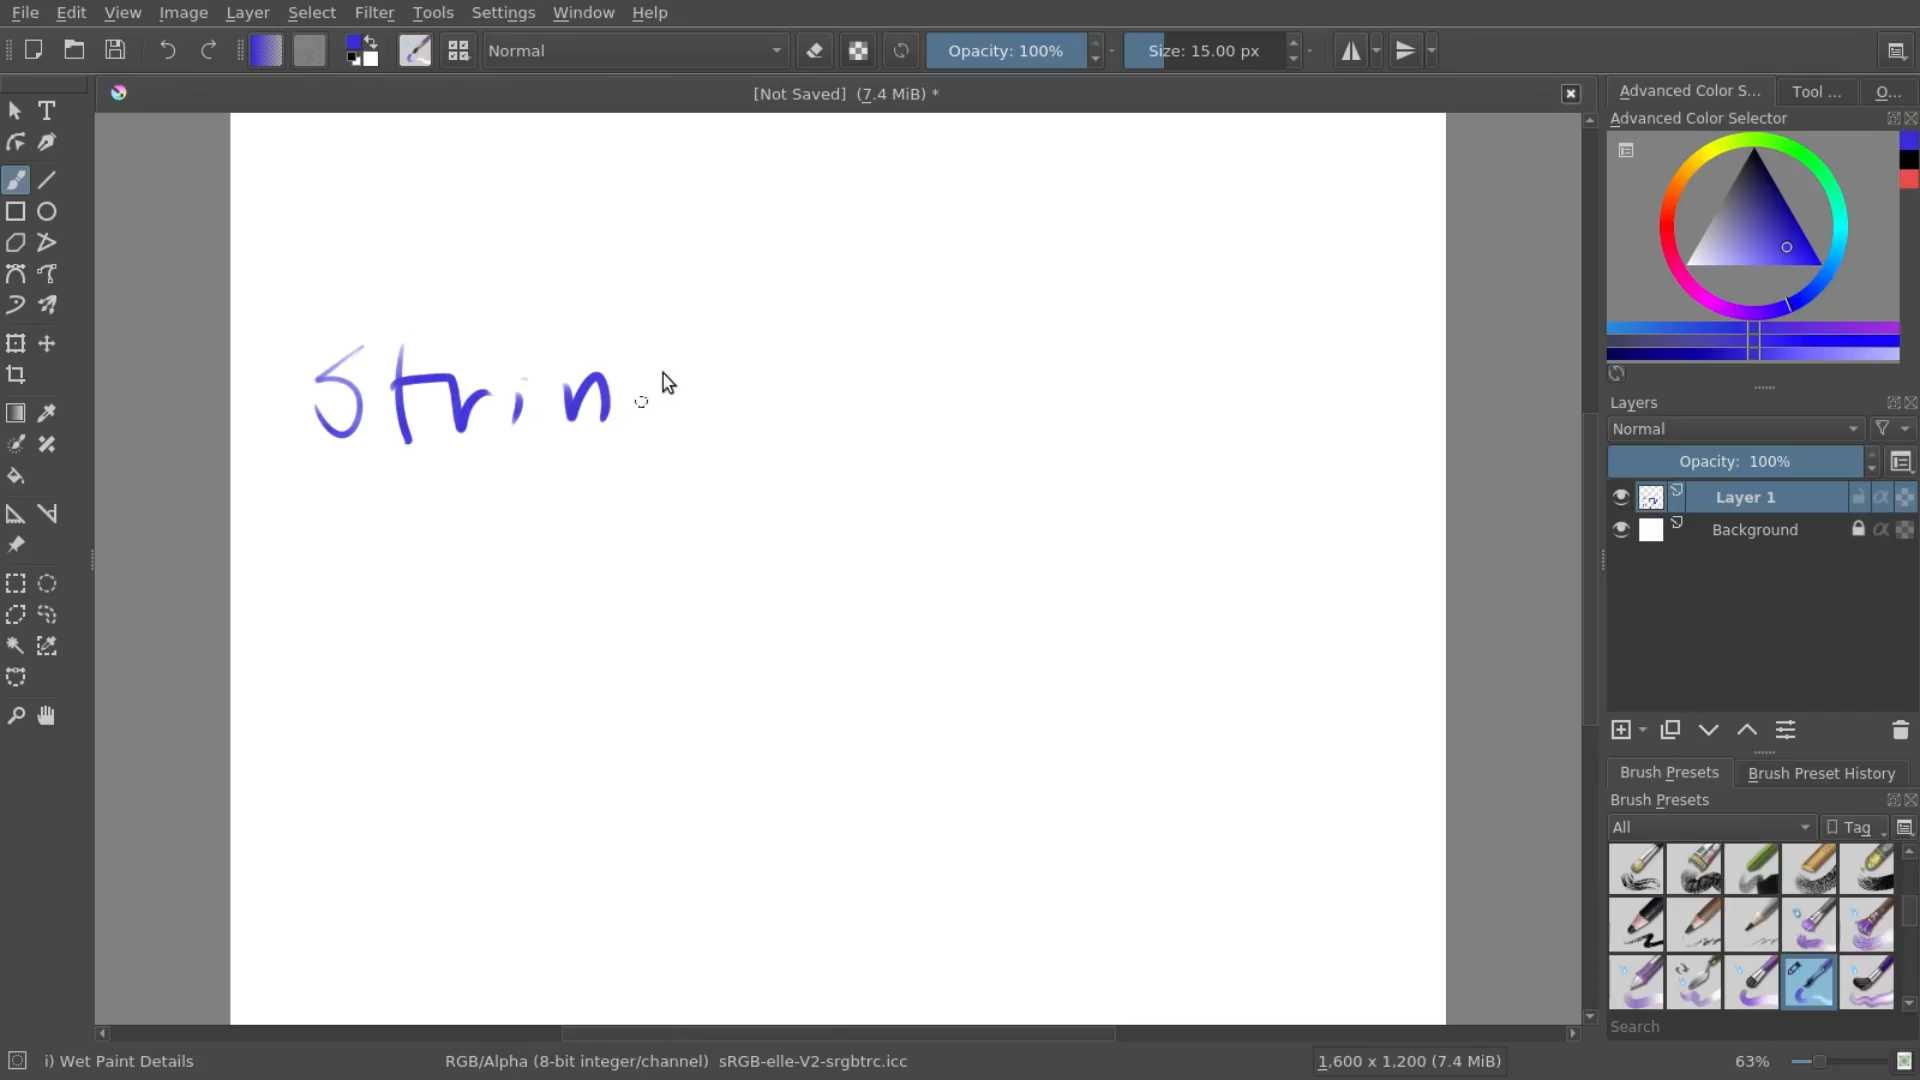 File Edit View Image Layer Select Filter Tools Settings Window Help
Normal Opacity: 100% Size: 15.00 px
[Not Saved] (7.4 MiB) *
Advanced Color S... Tool ... O...
Advanced Color Selector
Strin
Layers
Normal
Opacity: 100%
Layer 1
Background
Brush Presets Brush Preset History
Brush Presets
All Tag
Search
i) Wet Paint Details RGB/Alpha (8-bit integer/channel) sRGB-elle-V2-srgbtrc.icc 1,600 x 1,200 (7.4 MiB) 63%